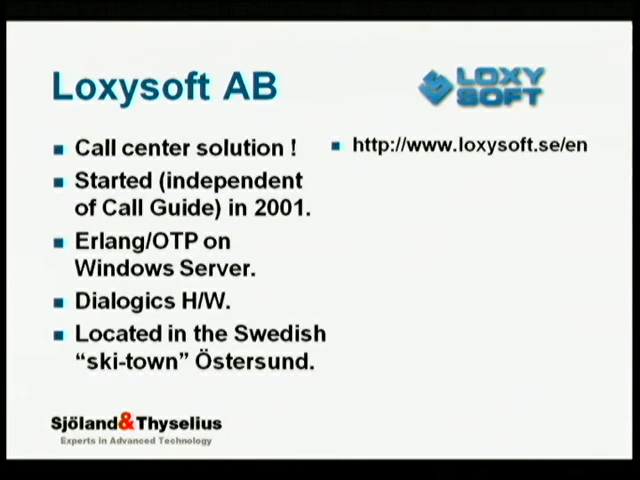 Loxysoft AB
LOXY
SOFT
Call center solution !
Started (independent
of Call Guide) in 2001.
Erlang/OTP on
Windows Server.
Dialogics H/W.
Located in the Swedish
“ski-town” Östersund.
http://www.loxysoft.se/en
Sjöland&Thyselius
Experts in Advanced Technology